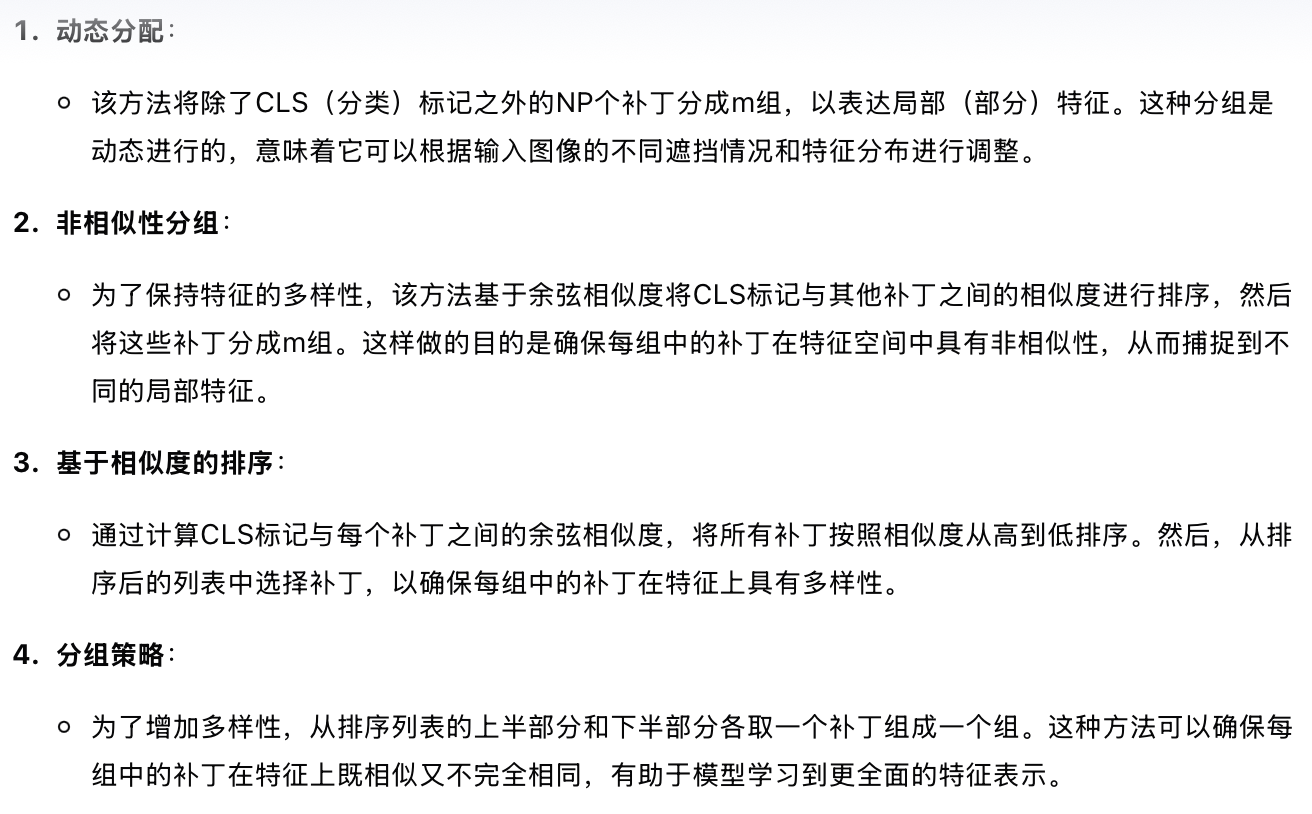 1. 动态分配：
○ 该方法将除了CLS（分类）标记之外的NP个补丁分成m组，以表达局部（部分）特征。这种分组是
动态进行的，意味着它可以根据输入图像的不同遮挡情况和特征分布进行调整。
2. 非相似性分组：
○ 为了保持特征的多样性，该方法基于余弦相似度将CLS标记与其他补丁之间的相似度进行排序，然后
将这些补丁分成m组。这样做的目的是确保每组中的补丁在特征空间中具有非相似性，从而捕捉到不
同的局部特征。
3. 基于相似度的排序：
○ 通过计算CLS标记与每个补丁之间的余弦相似度，将所有补丁按照相似度从高到低排序。然后，从排
序后的列表中选择补丁，以确保每组中的补丁在特征上具有多样性。
4. 分组策略：
○ 为了增加多样性，从排序列表的上半部分和下半部分各取一个补丁组成一个组。这种方法可以确保每
组中的补丁在特征上既相似又不完全相同，有助于模型学习到更全面的特征表示。